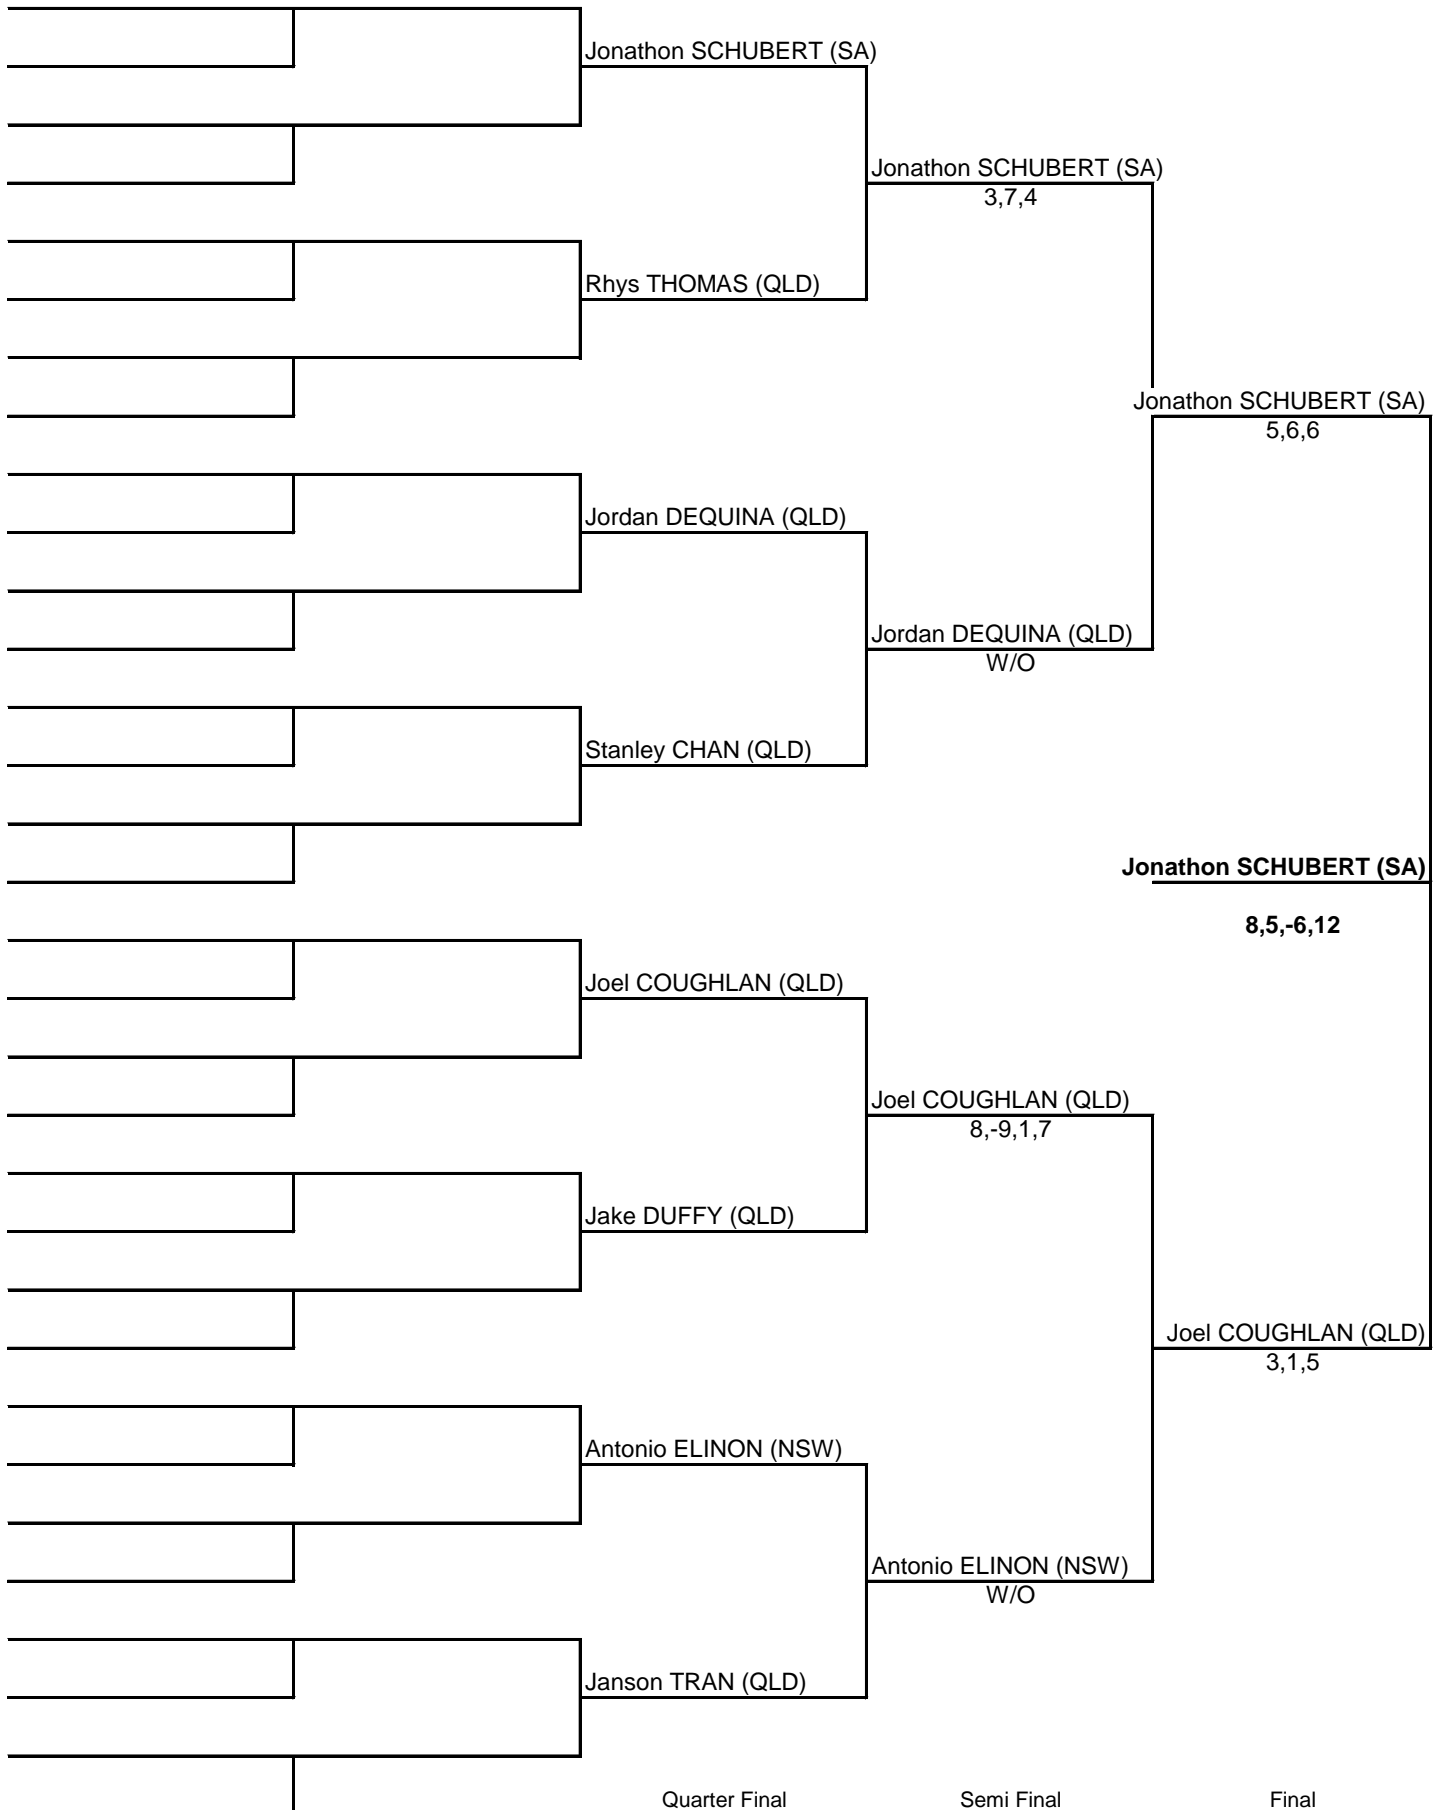 Jonathon SCHUBERT (SA)
Jonathon SCHUBERT (SA)
3,7,4
Rhys THOMAS (QLD)
Jonathon SCHUBERT (SA)
5,6,6
Jordan DEQUINA (QLD)
Jordan DEQUINA (QLD)
W/O
Stanley CHAN (QLD)
Jonathon SCHUBERT (SA)
8,5,-6,12
Joel COUGHLAN (QLD)
Joel COUGHLAN (QLD)
8,-9,1,7
Jake DUFFY (QLD)
Joel COUGHLAN (QLD)
3,1,5
Antonio ELINON (NSW)
Antonio ELINON (NSW)
W/O
Janson TRAN (QLD)
Quarter Final Semi Final Final